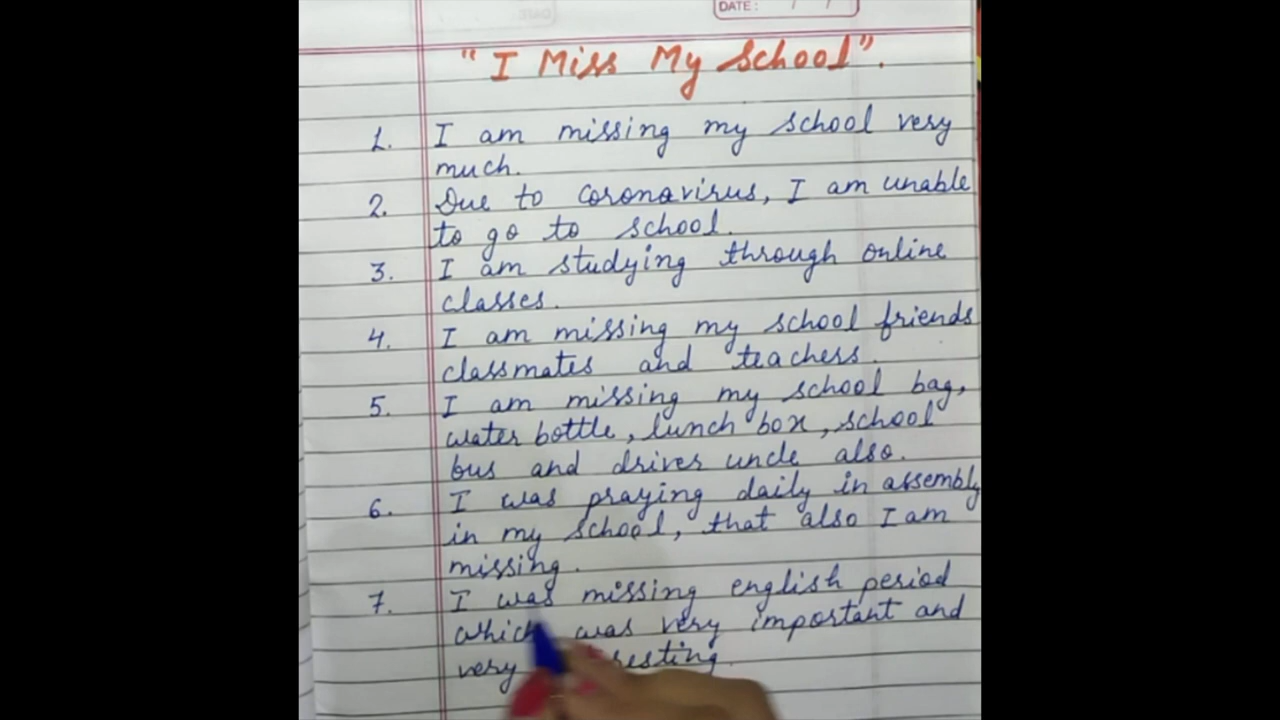 DATE: / /
" I Miss My School".
1. I am missing my school very
much.
2. Due to coronavirus, I am unable
to go to school.
3. I am studying through online
classes.
4. I am missing my school friends
classmates and teachers.
5. I am missing my school bag,
water bottle, lunch box, school
bus and driver uncle also.
6. I was praying daily in assembly
in my school, that also I am
missing.
7. I was missing english period
which was very important and
very